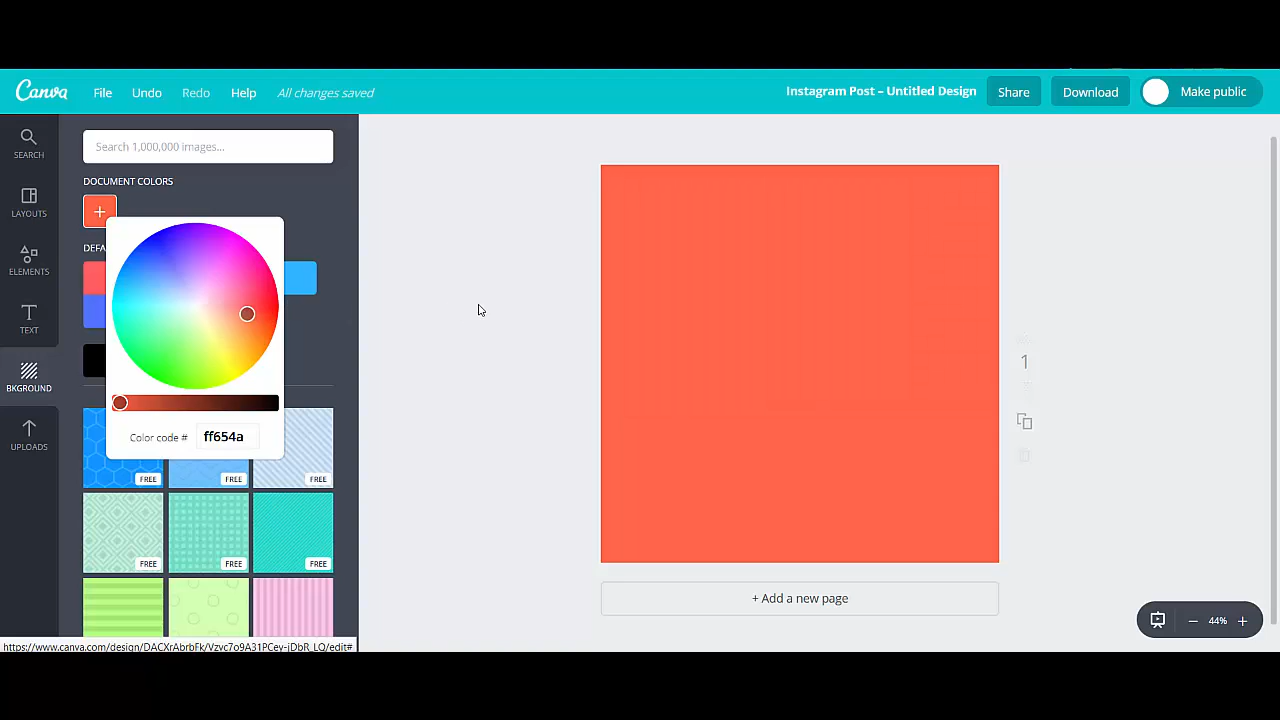 Canva File Undo Redo Help All changes saved Instagram Post – Untitled Design Share Download Make public
SEARCH
LAYOUTS
ELEMENTS
TEXT
BKGROUND
UPLOADS
Search 1,000,000 images...
DOCUMENT COLORS
+
DEFA
Color code # ff654a
FREE FREE FREE
FREE FREE
1
+ Add a new page
44%
https://www.canva.com/design/DACXrAbrbFk/Vzvc7o9A31PCey-jDbR_LQ/edit#